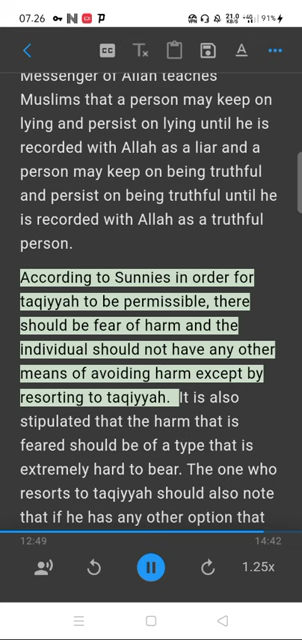 07.26
21.0 KB/S
4G
91%
CC
A
•••
Messenger of Allah teaches
Muslims that a person may keep on
lying and persist on lying until he is
recorded with Allah as a liar and a
person may keep on being truthful
and persist on being truthful until he
is recorded with Allah as a truthful
person.
According to Sunnies in order for
taqiyyah to be permissible, there
should be fear of harm and the
individual should not have any other
means of avoiding harm except by
resorting to taqiyyah. It is also
stipulated that the harm that is
feared should be of a type that is
extremely hard to bear. The one who
resorts to taqiyyah should also note
that if he has any other option that
12:49
14:42
1.25x